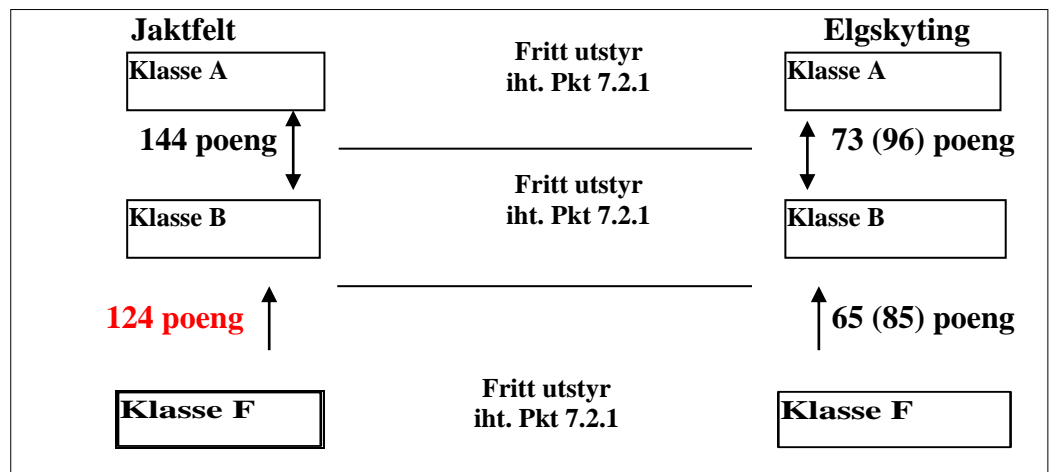 Jaktfelt
Elgskyting
Fritt utstyr
iht. Pkt 7.2.1
Klasse A
Klasse A
144 poeng
73 (96) poeng
Fritt utstyr
iht. Pkt 7.2.1
Klasse B
Klasse B
124 poeng
65 (85) poeng
Fritt utstyr
iht. Pkt 7.2.1
Klasse F
Klasse F